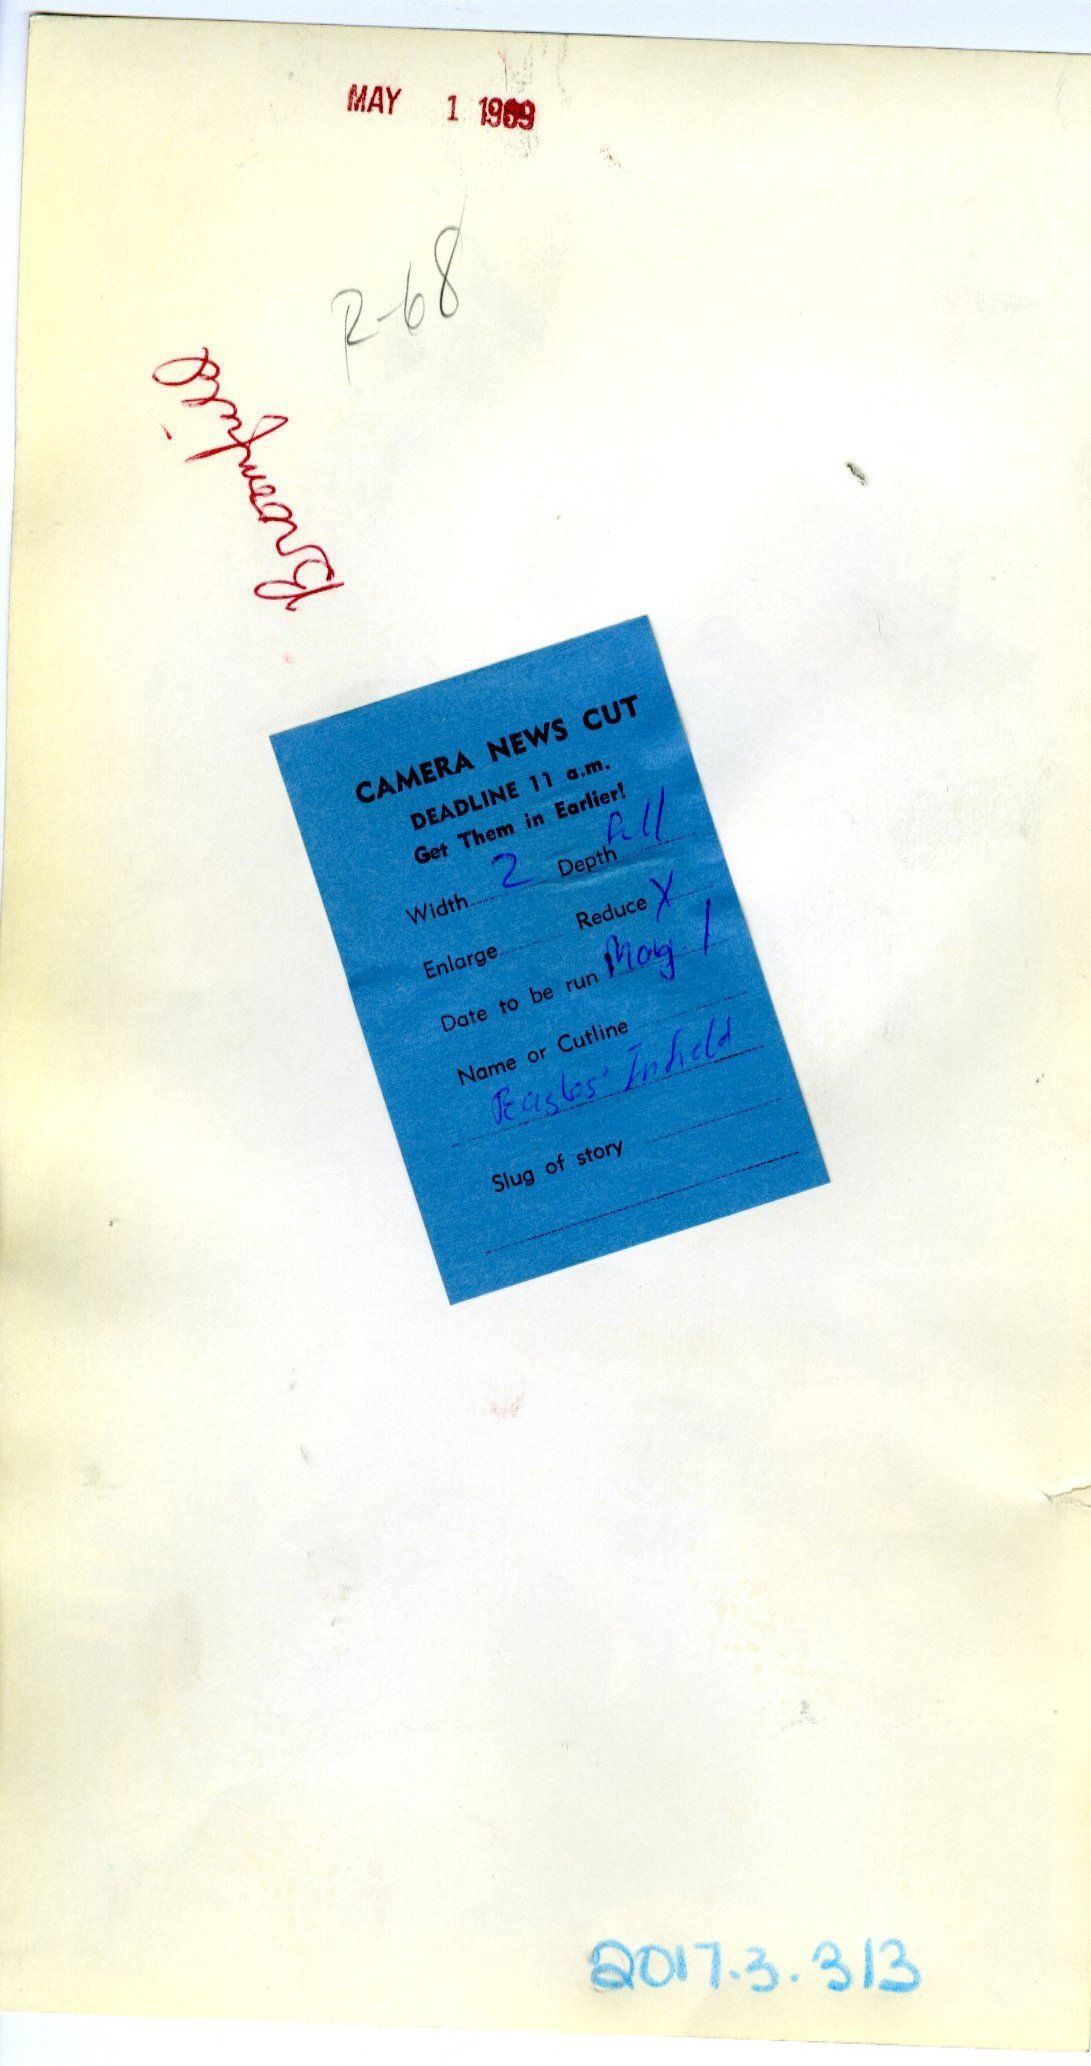 MAY 1 1969
R-68
Broomfield
CAMERA NEWS CUT
DEADLINE 11 a.m.
Get Them in Earlier!
Width 2 Depth full
Enlarge Reduce X
Date to be run May 1
Name or Cutline
Eagles' Infield
Slug of story
2017.3.313